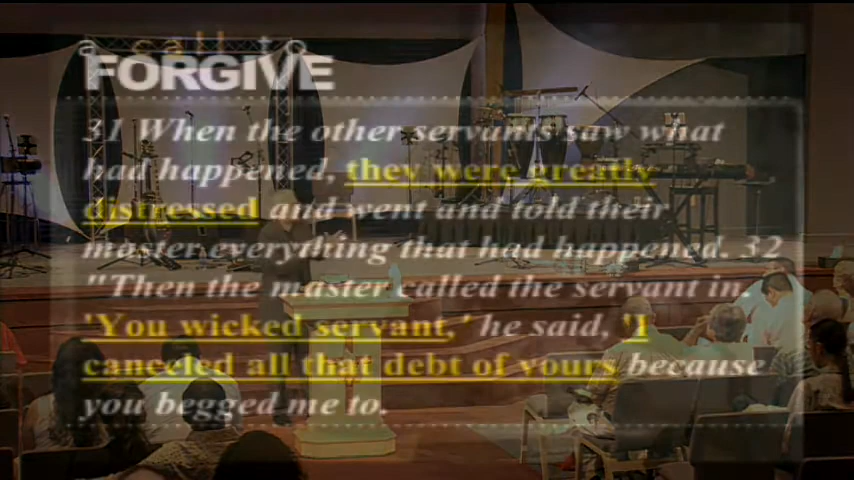 a call to
FORGIVE
31 When the other servants saw what
had happened, they were greatly
distressed and went and told their
master everything that had happened. 32
"Then the master called the servant in.
'You wicked servant,' he said, 'I
canceled all that debt of yours because
you begged me to.